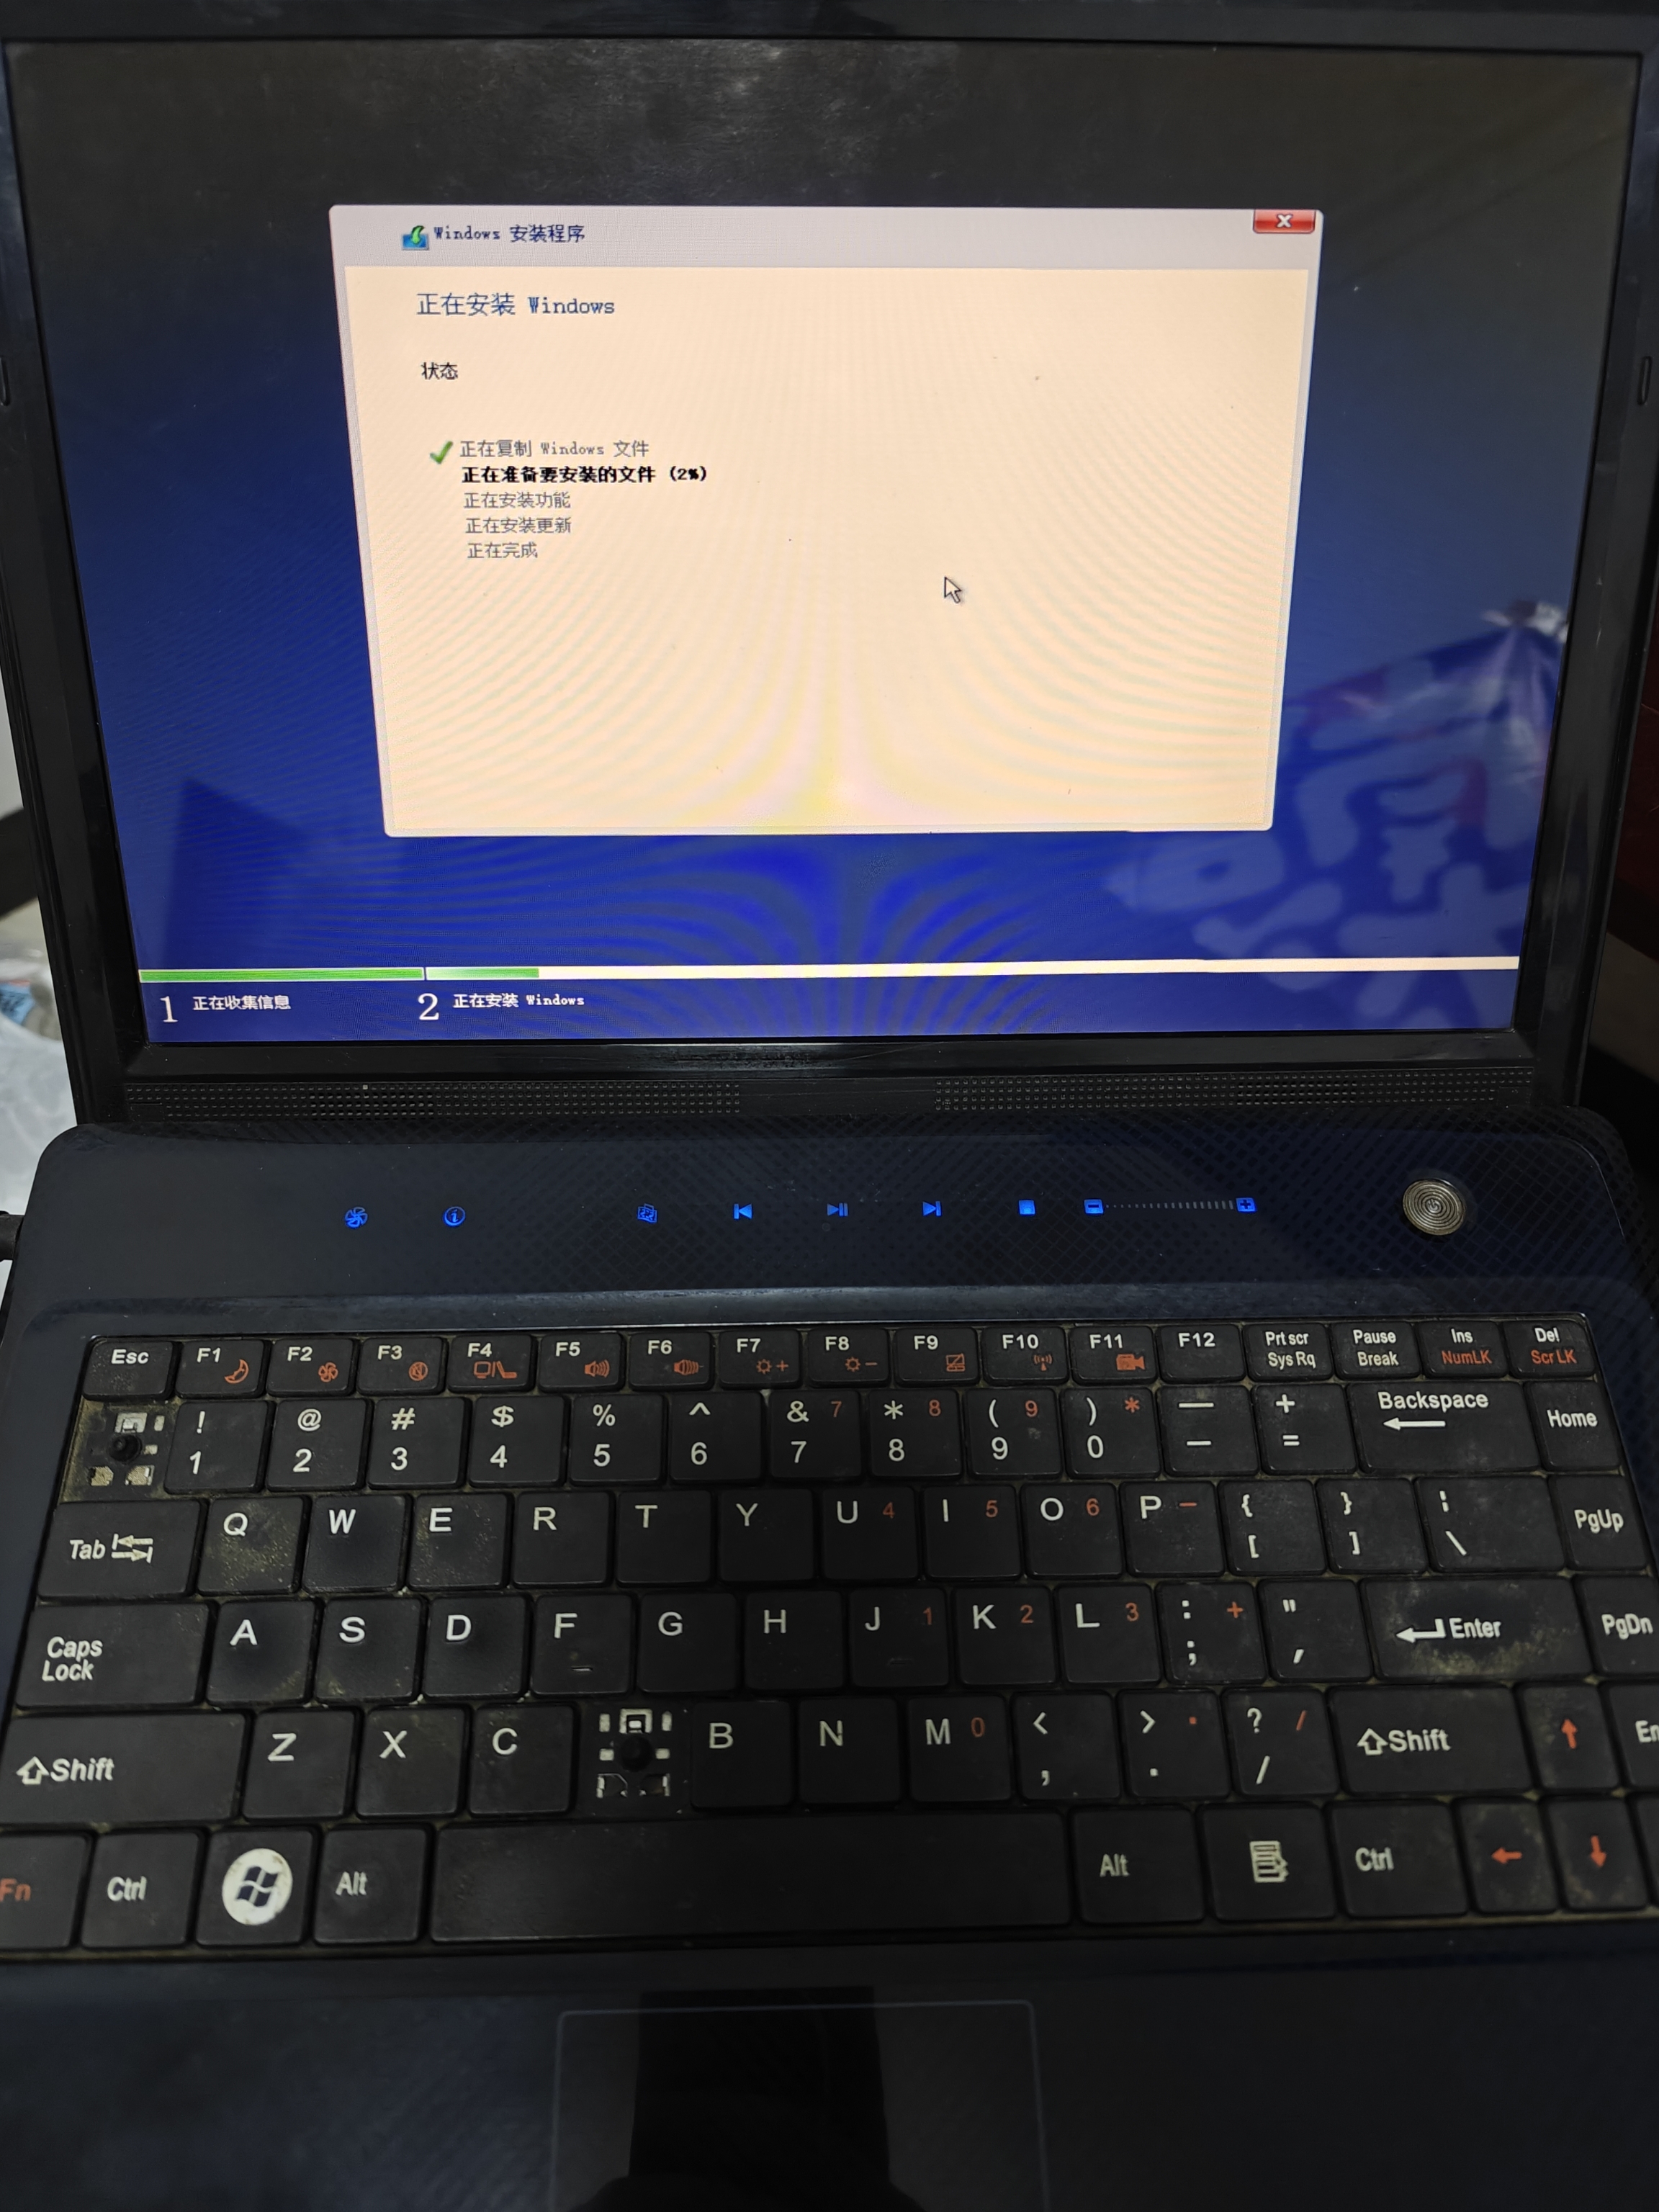 Windows 安装程序
正在安装 Windows
状态
正在复制 Windows 文件
正在准备要安装的文件 (2%)
正在安装功能
正在安装更新
正在完成
1 正在收集信息 2 正在安装 Windows
Esc F1 F2 F3 F4 F5 F6 F7 F8 F9 F10 F11 F12 Prt scr Sys Rq Pause Break Ins NumLK Del Scr LK
! 1 @ 2 # 3 $ 4 % 5 ^ 6 & 7 7 * 8 8 ( 9 9 ) * 0 — - + = Backspace Home
Tab Q W E R T Y U 4 I 5 O 6 P - { [ } ] ¦ \ PgUp
Caps Lock A S D F G H J 1 K 2 L 3 : + ; " ' Enter PgDn
Shift Z X C B N M 0 < , > . . ? / / Shift
Fn Ctrl Alt Alt Ctrl